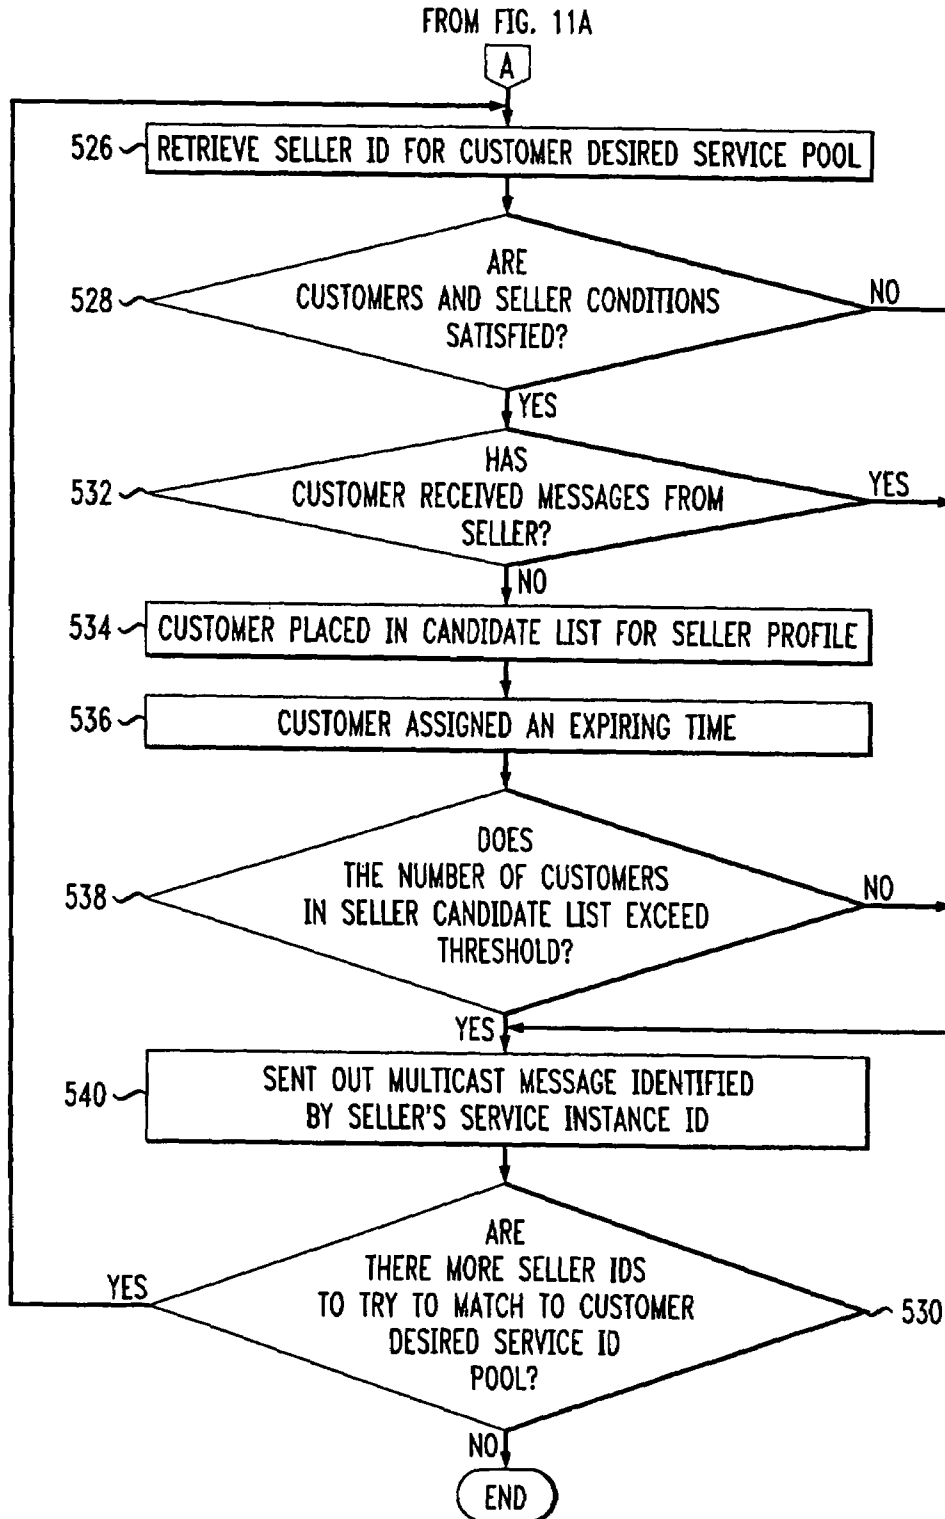 FROM FIG. 11A
A
526
RETRIEVE SELLER ID FOR CUSTOMER DESIRED SERVICE POOL
528
ARE
CUSTOMERS AND SELLER CONDITIONS
SATISFIED?
NO
YES
532
HAS
CUSTOMER RECEIVED MESSAGES FROM
SELLER?
YES
NO
534
CUSTOMER PLACED IN CANDIDATE LIST FOR SELLER PROFILE
536
CUSTOMER ASSIGNED AN EXPIRING TIME
538
DOES
THE NUMBER OF CUSTOMERS
IN SELLER CANDIDATE LIST EXCEED
THRESHOLD?
NO
YES
540
SENT OUT MULTICAST MESSAGE IDENTIFIED
BY SELLER'S SERVICE INSTANCE ID
YES
ARE
THERE MORE SELLER IDS
TO TRY TO MATCH TO CUSTOMER
DESIRED SERVICE ID
POOL?
530
NO
END